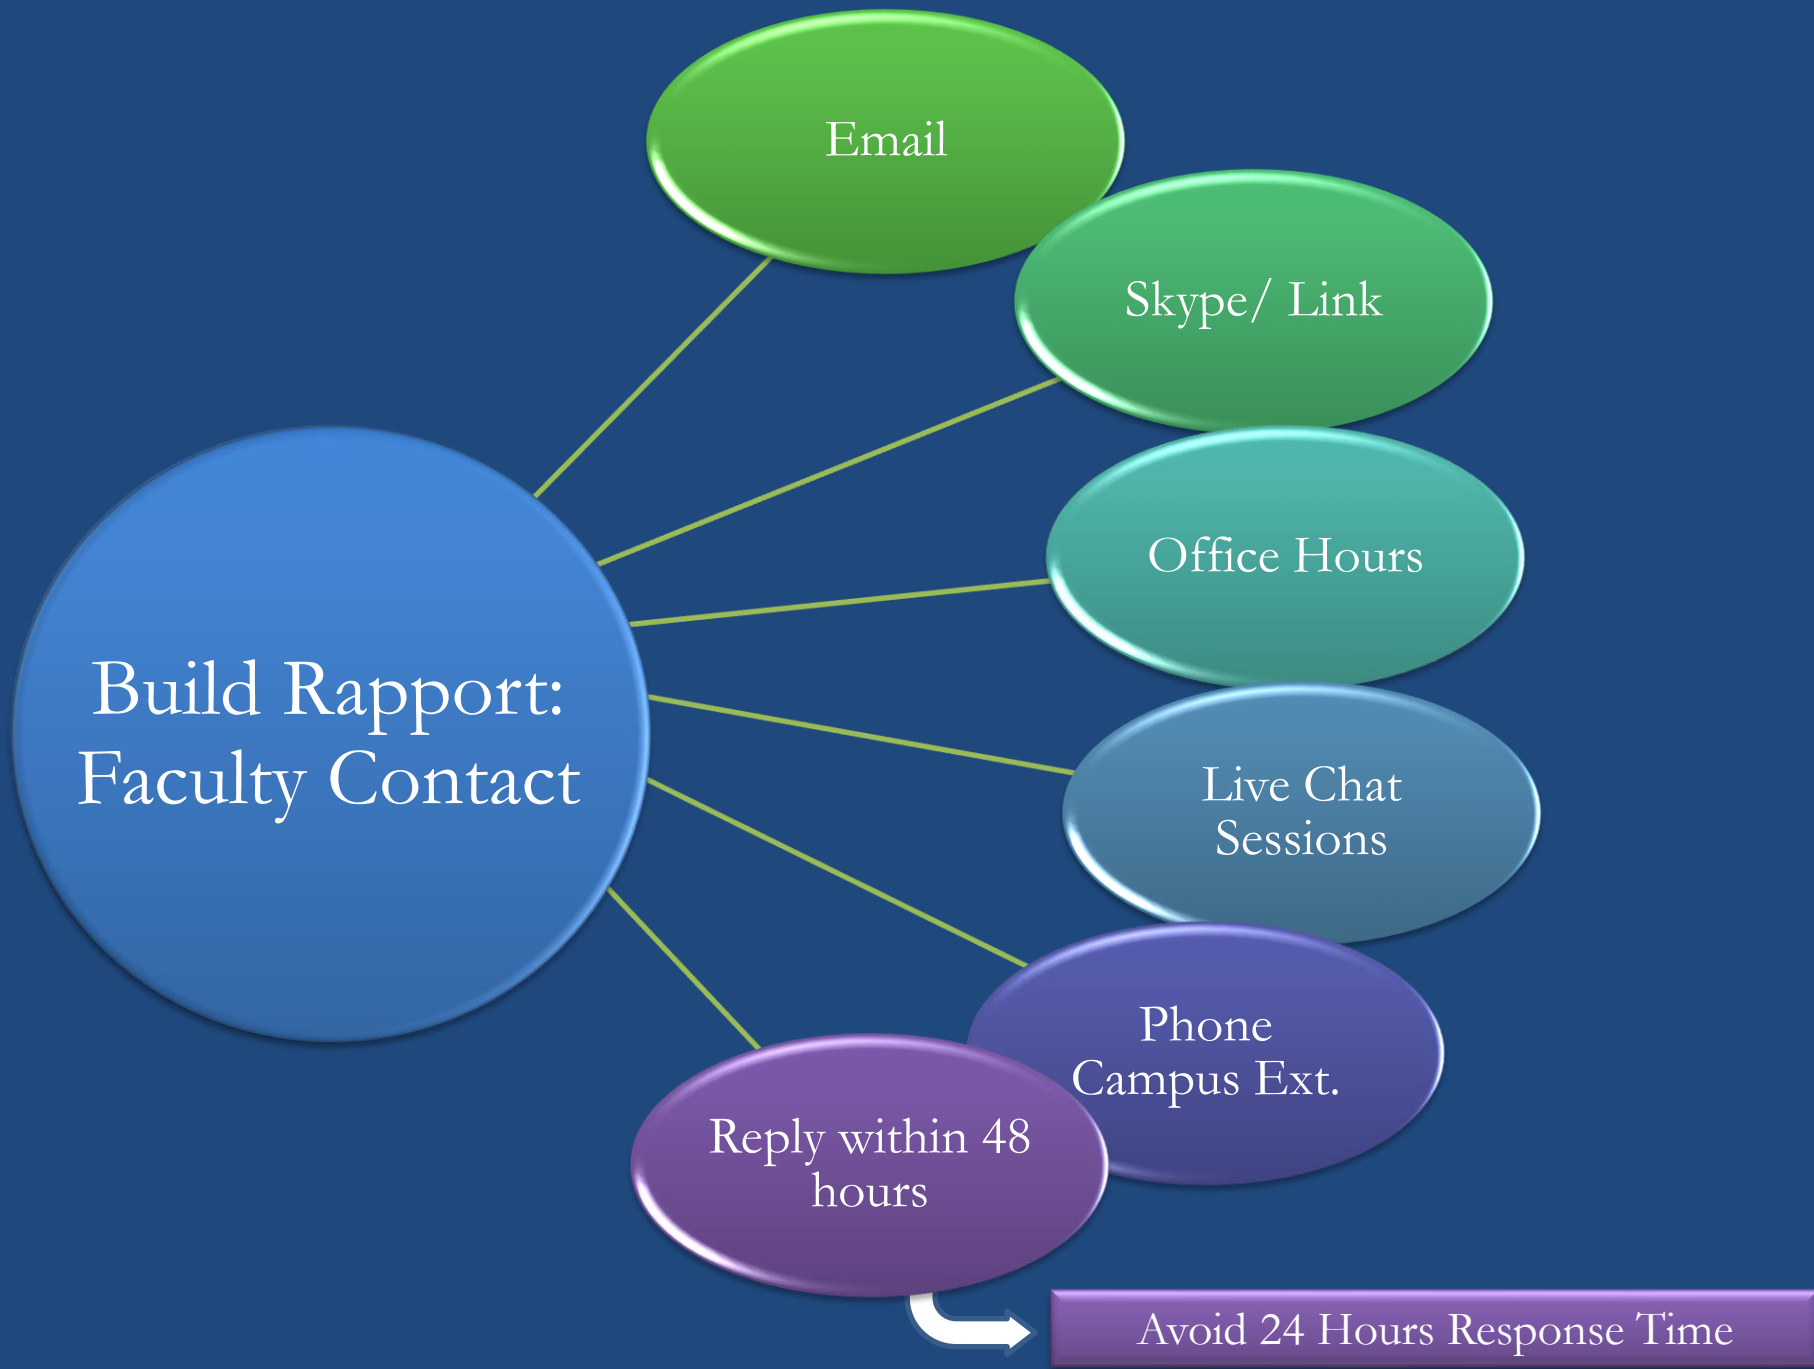 Build Rapport:
Faculty Contact
Email
Skype/ Link
Office Hours
Live Chat
Sessions
Phone
Campus Ext.
Reply within 48
hours
Avoid 24 Hours Response Time